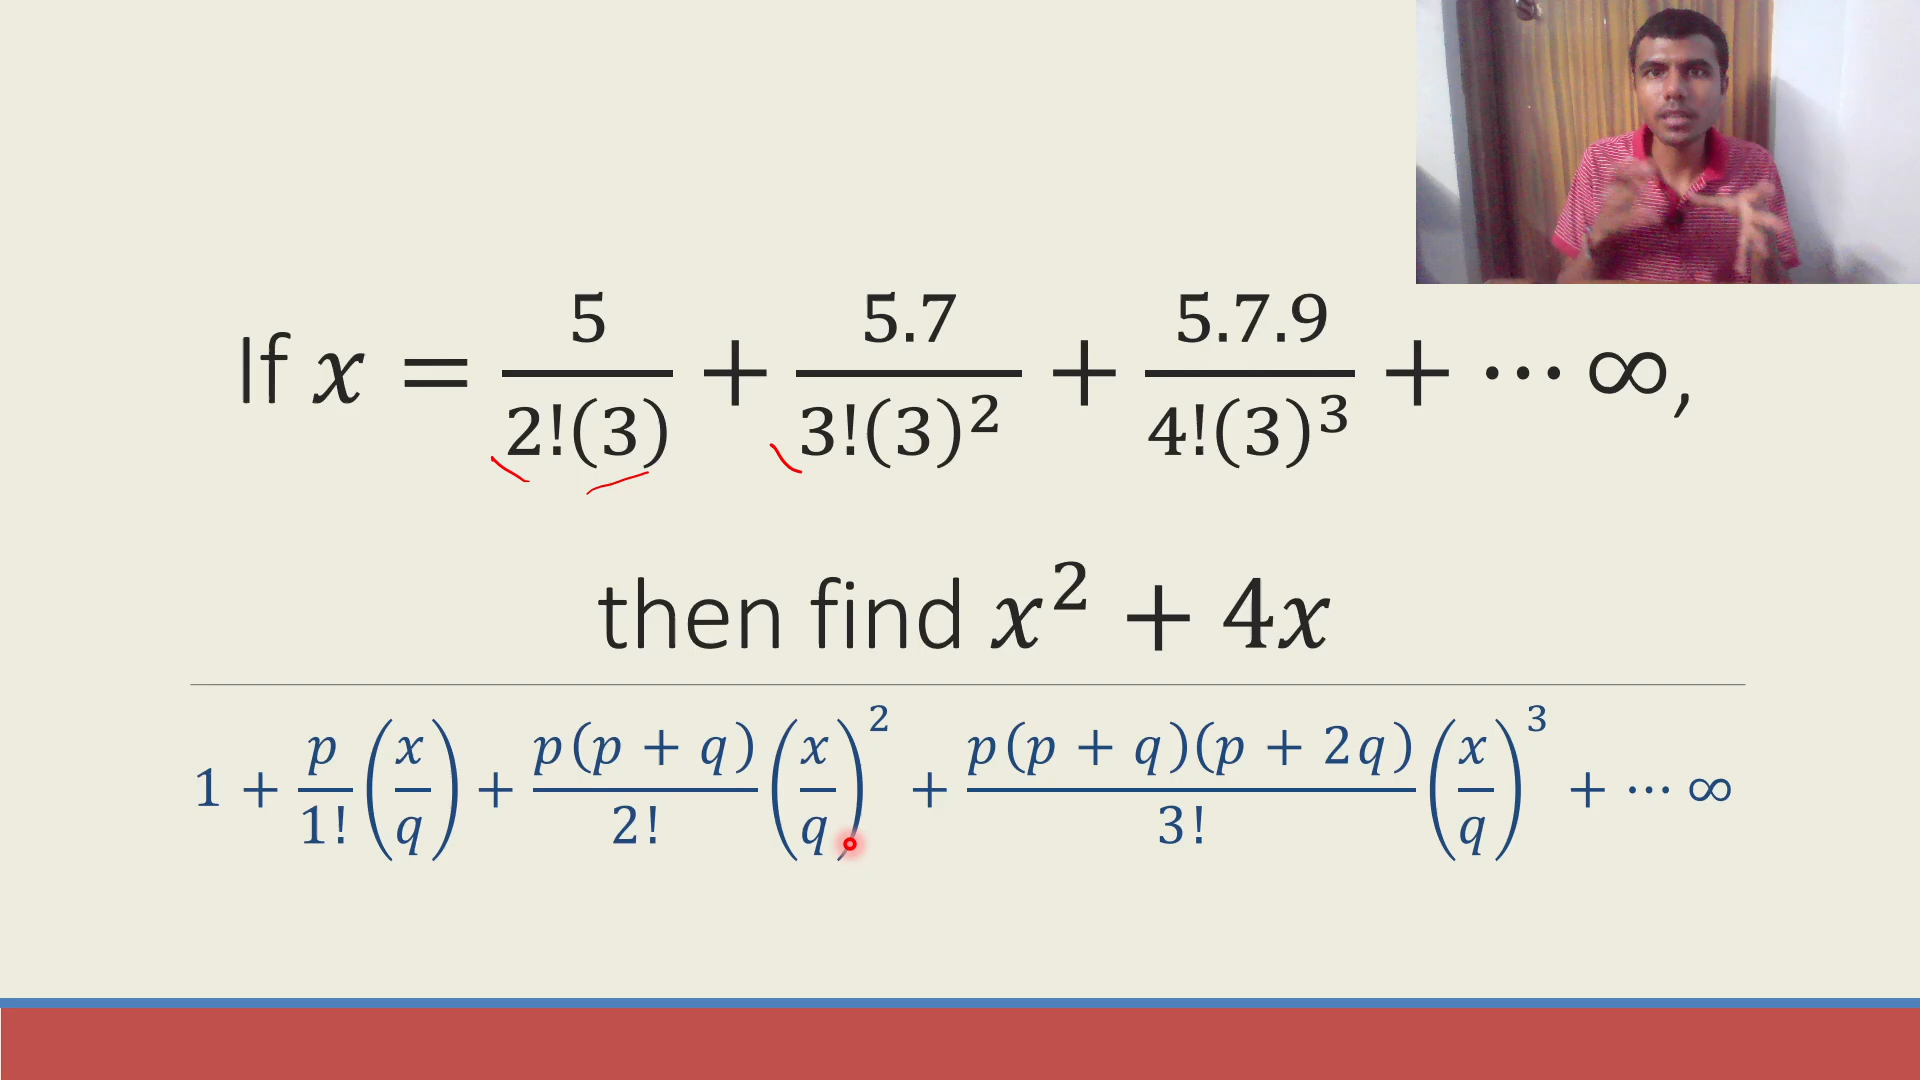 If x = 5/2!(3) + 5.7/3!(3)² + 5.7.9/4!(3)³ + ⋯ ∞,
then find x² + 4x
1 + p/1! (x/q) + p(p + q)/2! (x/q)² + p(p + q)(p + 2q)/3! (x/q)³ + ⋯ ∞